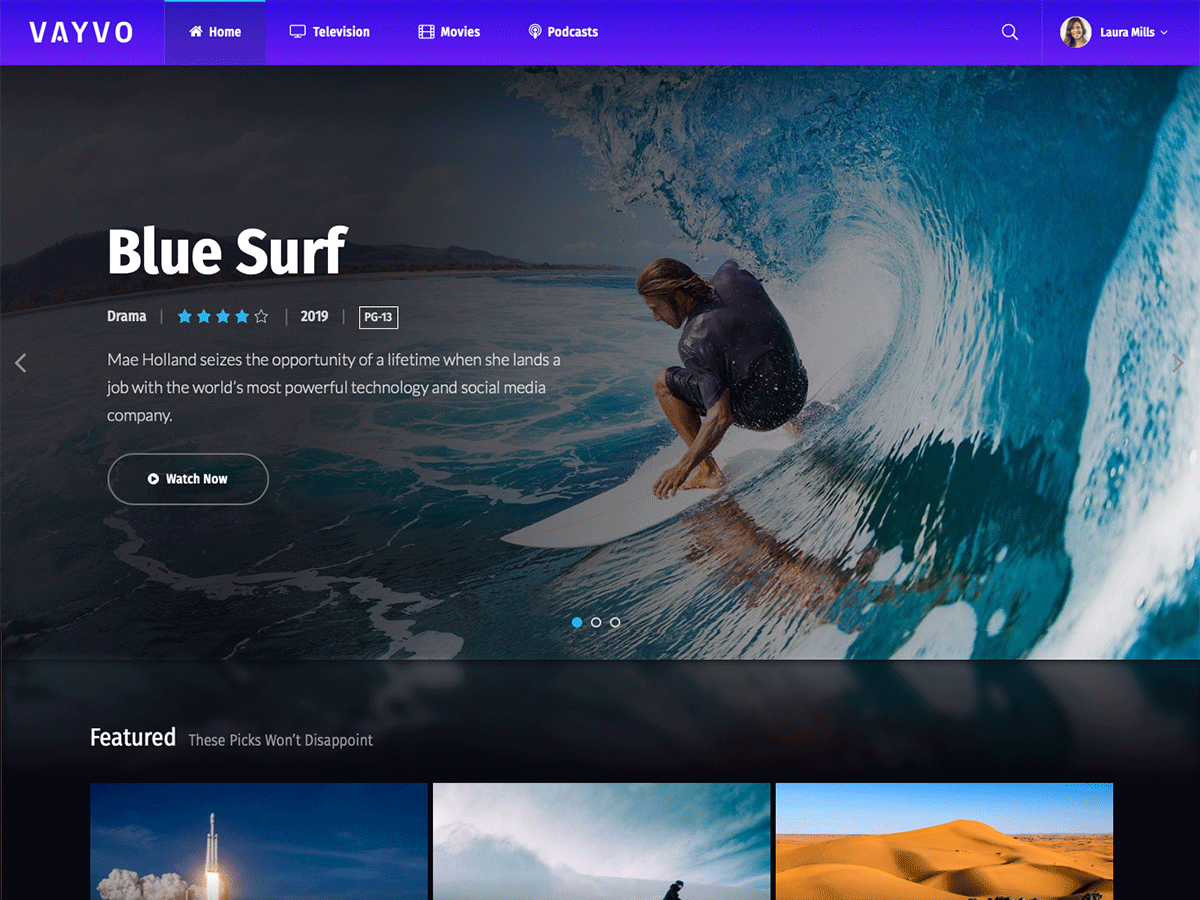 VAYVO
Home
Television
Movies
Podcasts
Laura Mills
Blue Surf
Drama
2019
PG-13
Mae Holland seizes the opportunity of a lifetime when she lands a
job with the world's most powerful technology and social media
company.
Watch Now
Featured These Picks Won't Disappoint